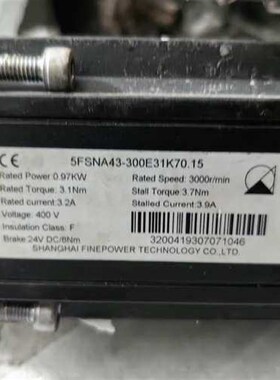 CE 5FSNA43-300E31K70.15
Rated Power 0.97KW Rated Speed: 3000r/min
Rated Torque: 3.1Nm Stall Torque: 3.7Nm
Rated current:3.2A Stalled Current:3.9A
Voltage: 400 V
Insulation Class: F
Brake:24V DC/8Nm 3200419307071046
SHANGHAI FINEPOWER TECHNOLOGY CO.,LTD.